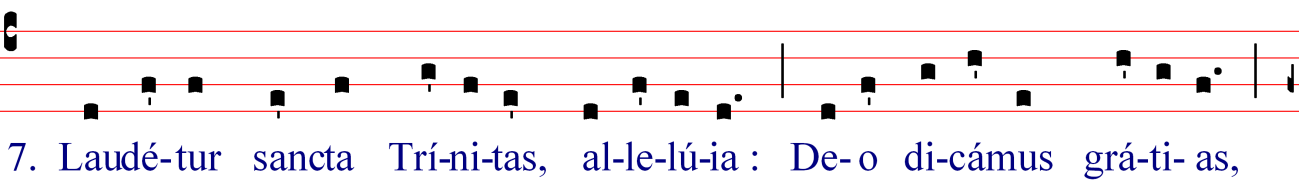 7. Laudé-tur sancta Trí-ni-tas, al-le-lú-ia : De-o di-cámus grá-ti-as,